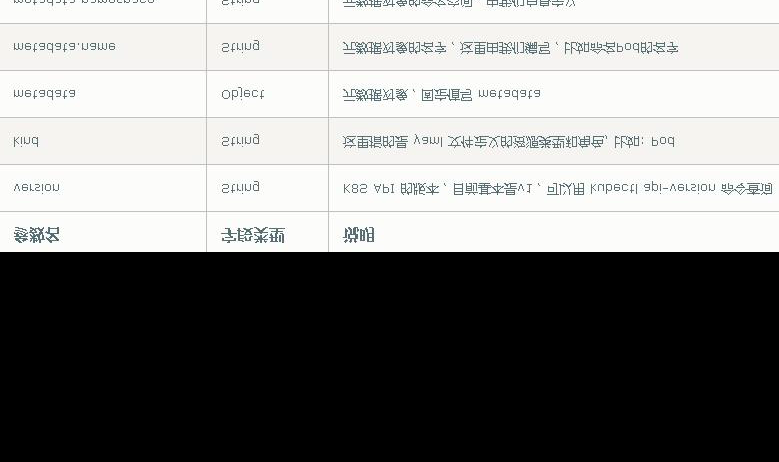 参数名 字段类型 说明
version String K8S API 的版本，目前基本是v1，可以用 kubectl api-version 命令查询
kind String 这里指的是 yaml 文件定义的资源类型和角色, 比如: Pod
metadata Object 元数据对象，固定值写 metadata
metadata.name String 元数据对象的名字，这里由我们编写，比如命名Pod的名字
metadata.namespace String 元数据对象的命名空间，由我们自身定义